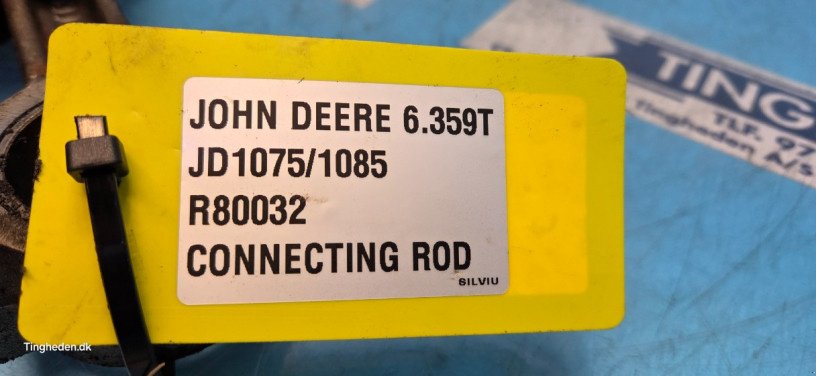 JOHN DEERE 6.359T
JD1075/1085
R80032
CONNECTING ROD
SILVIU
TING
TLF. 97
Tingheden A/S
Tingheden.dk